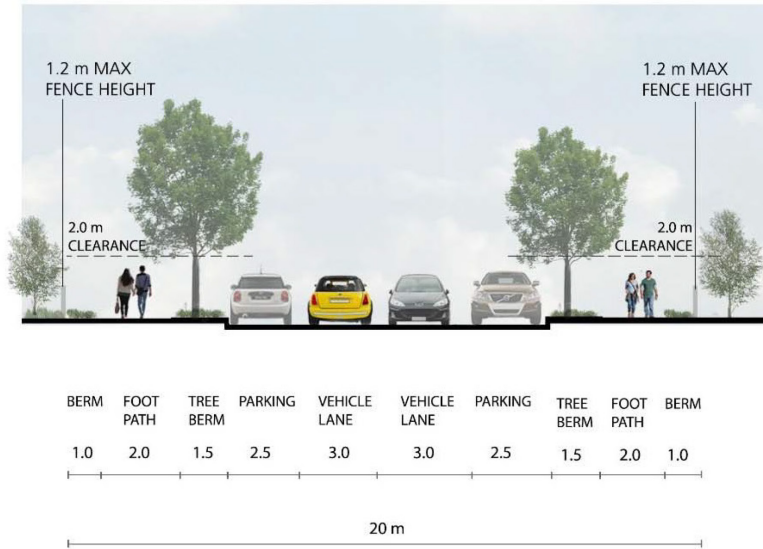 1.2 m MAX
FENCE HEIGHT
1.2 m MAX
FENCE HEIGHT
2.0 m
CLEARANCE
2.0 m
CLEARANCE
BERM
FOOT
PATH
TREE
BERM
PARKING
VEHICLE
LANE
VEHICLE
LANE
PARKING
TREE
BERM
FOOT
PATH
BERM
1.0 2.0 1.5 2.5 3.0 3.0 2.5 1.5 2.0 1.0
20 m